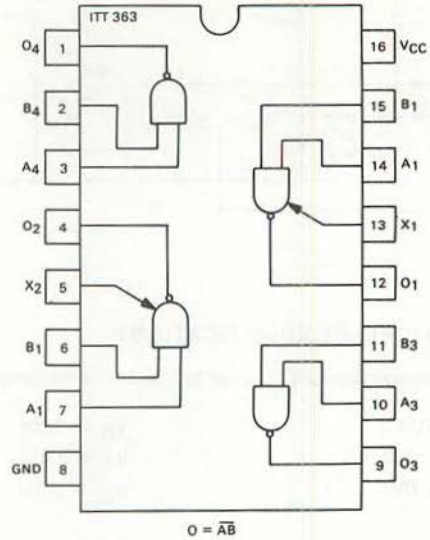 ITT 363
O4 1
B4 2
A4 3
O2 4
X2 5
B1 6
A1 7
GND 8
16 VCC
15 B1
14 A1
13 X1
12 O1
11 B3
10 A3
9 O3
O = A̅B̅